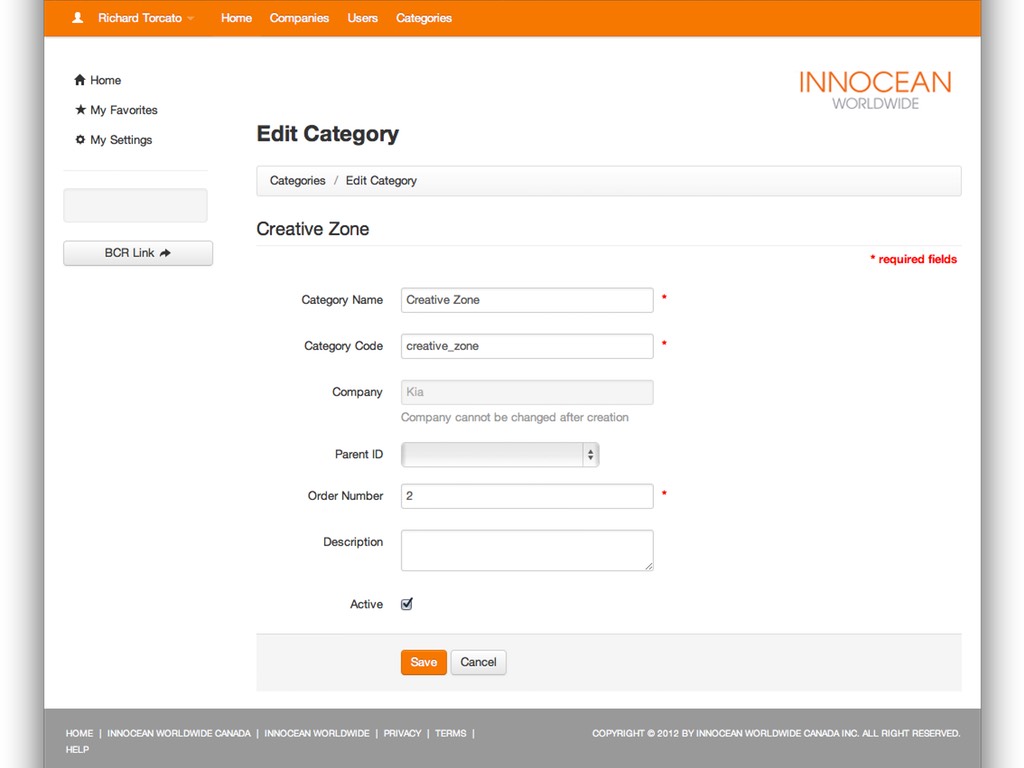 Richard Torcato Home Companies Users Categories
Home
My Favorites
My Settings
BCR Link
INNOCEAN
WORLDWIDE
Edit Category
Categories / Edit Category
Creative Zone
* required fields
Category Name Creative Zone *
Category Code creative_zone *
Company Kia
Company cannot be changed after creation
Parent ID
Order Number 2 *
Description
Active
Save Cancel
HOME | INNOCEAN WORLDWIDE CANADA | INNOCEAN WORLDWIDE | PRIVACY | TERMS |
HELP
COPYRIGHT © 2012 BY INNOCEAN WORLDWIDE CANADA INC. ALL RIGHT RESERVED.